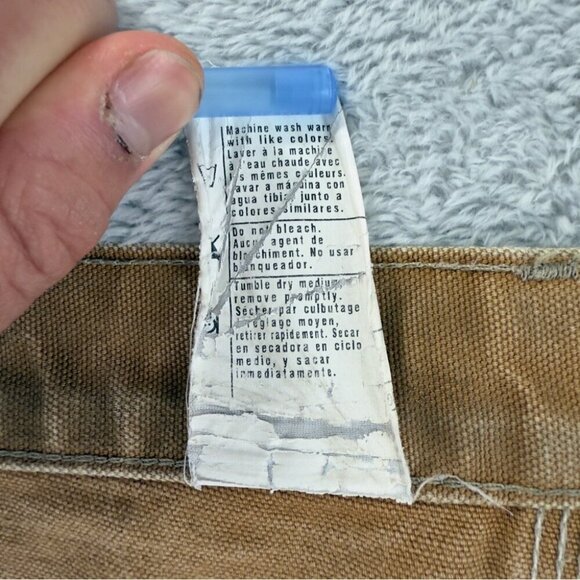 Machine wash warm
with like colors.
Laver à la machine
à l'eau chaude avec
les mêmes couleurs.
Lavar a máquina con
agua tibia, junto a
colores similares.
Do not bleach.
Aucun agent de
blanchiment. No usar
blanqueador.
Tumble dry medium,
remove promptly.
Sécher par culbutage
à réglage moyen,
retirer rapidement. Secar
en secadora en ciclo
medio, y sacar
inmediatamente.